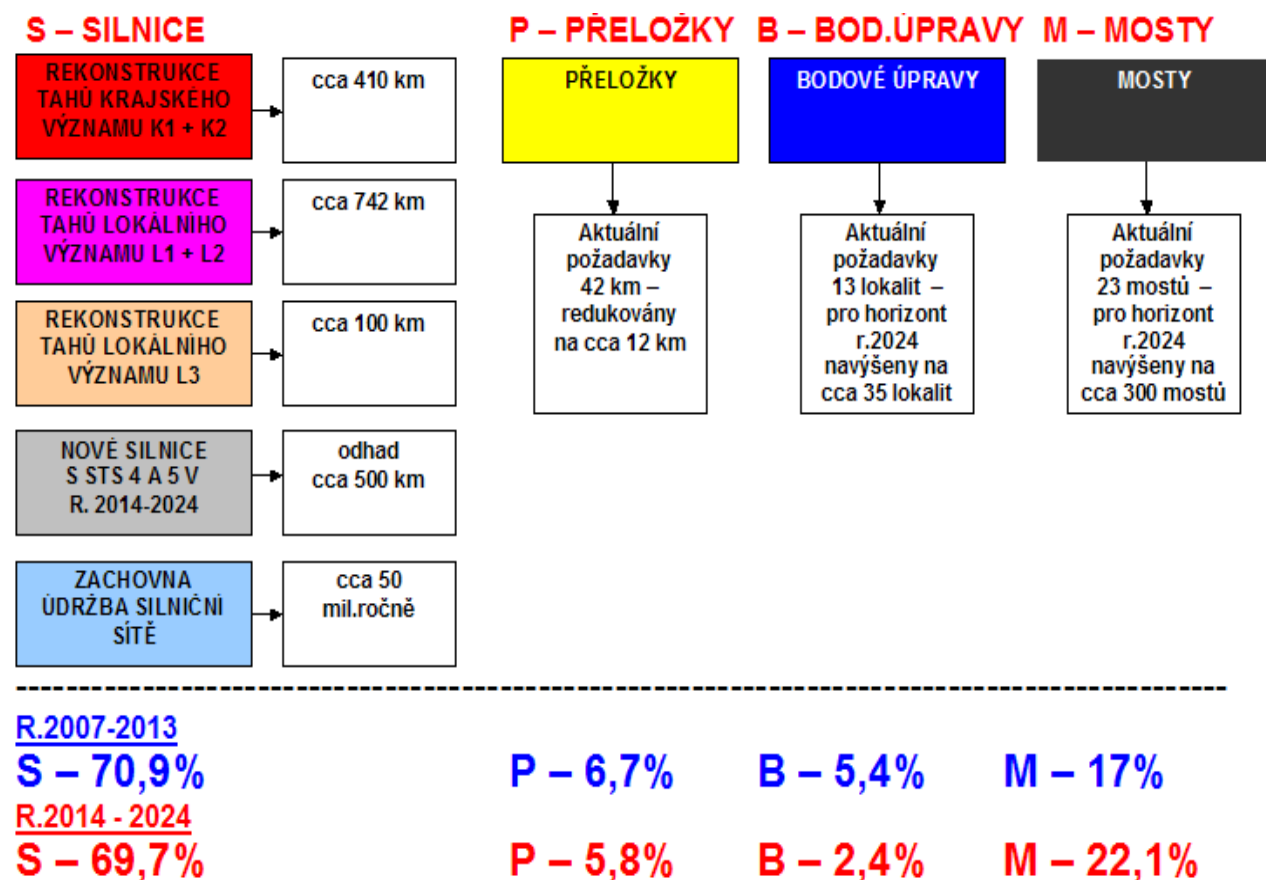 S – SILNICE
REKONSTRUKCE
TAHŮ KRAJSKÉHO
VÝZNAMU K1 + K2
cca 410 km
REKONSTRUKCE
TAHŮ LOKÁLNÍHO
VÝZNAMU L1 + L2
cca 742 km
REKONSTRUKCE
TAHŮ LOKÁLNÍHO
VÝZNAMU L3
cca 100 km
NOVÉ SILNICE
S STS 4 A 5 V
R. 2014-2024
odhad
cca 500 km
ZACHOVNA
ÚDRŽBA SILNIČNÍ
SÍTĚ
cca 50
mil.ročně
P – PŘELOŽKY
PŘELOŽKY
Aktuální
požadavky
42 km –
redukovány
na cca 12 km
B – BOD.ÚPRAVY
BODOVÉ ÚPRAVY
Aktuální
požadavky
13 lokalit –
pro horizont
r.2024
navýšeny na
cca 35 lokalit
M – MOSTY
MOSTY
Aktuální
požadavky
23 mostů –
pro horizont
r.2024
navýšeny na
cca 300 mostů
R.2007-2013
S – 70,9% P – 6,7% B – 5,4% M – 17%
R.2014 - 2024
S – 69,7% P – 5,8% B – 2,4% M – 22,1%